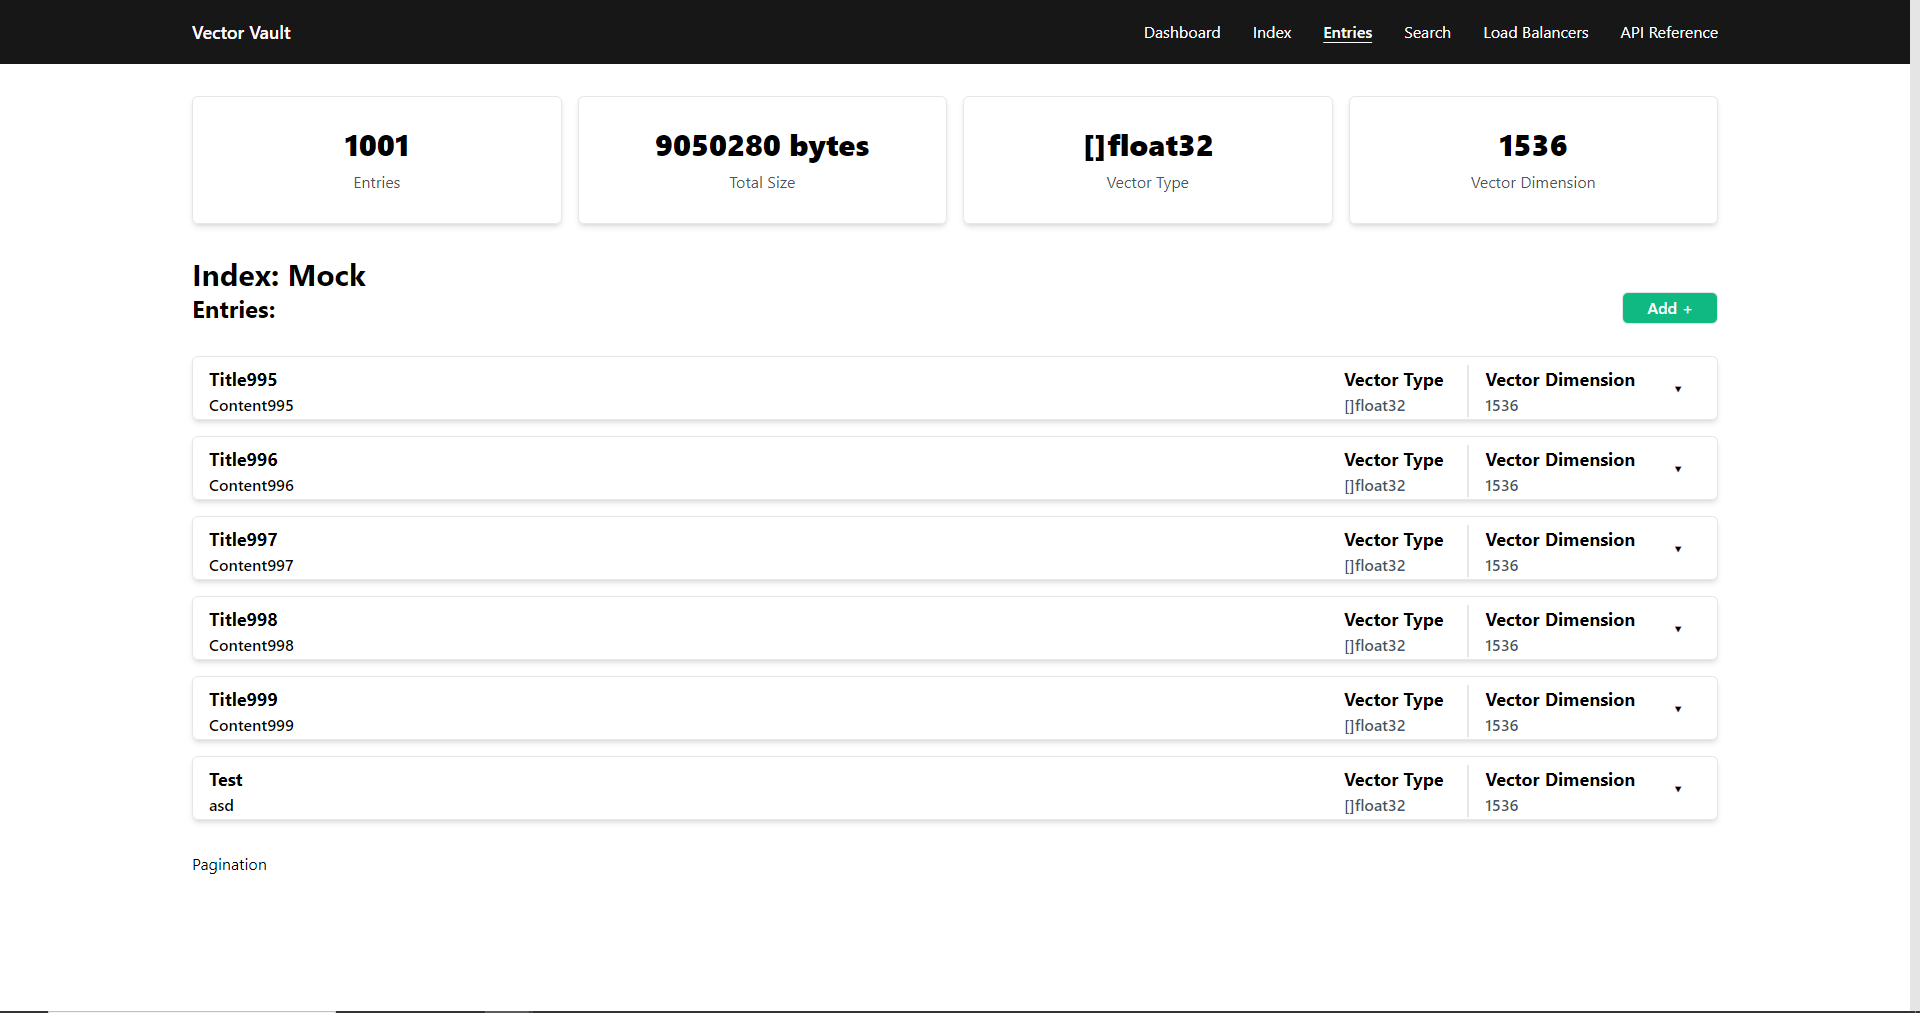 Vector Vault Dashboard Index Entries Search Load Balancers API Reference
1001 9050280 bytes []float32 1536
Entries Total Size Vector Type Vector Dimension
Index: Mock
Entries:
Add +
Title995 Vector Type Vector Dimension ▾
Content995 []float32 1536
Title996 Vector Type Vector Dimension ▾
Content996 []float32 1536
Title997 Vector Type Vector Dimension ▾
Content997 []float32 1536
Title998 Vector Type Vector Dimension ▾
Content998 []float32 1536
Title999 Vector Type Vector Dimension ▾
Content999 []float32 1536
Test Vector Type Vector Dimension ▾
asd []float32 1536
Pagination